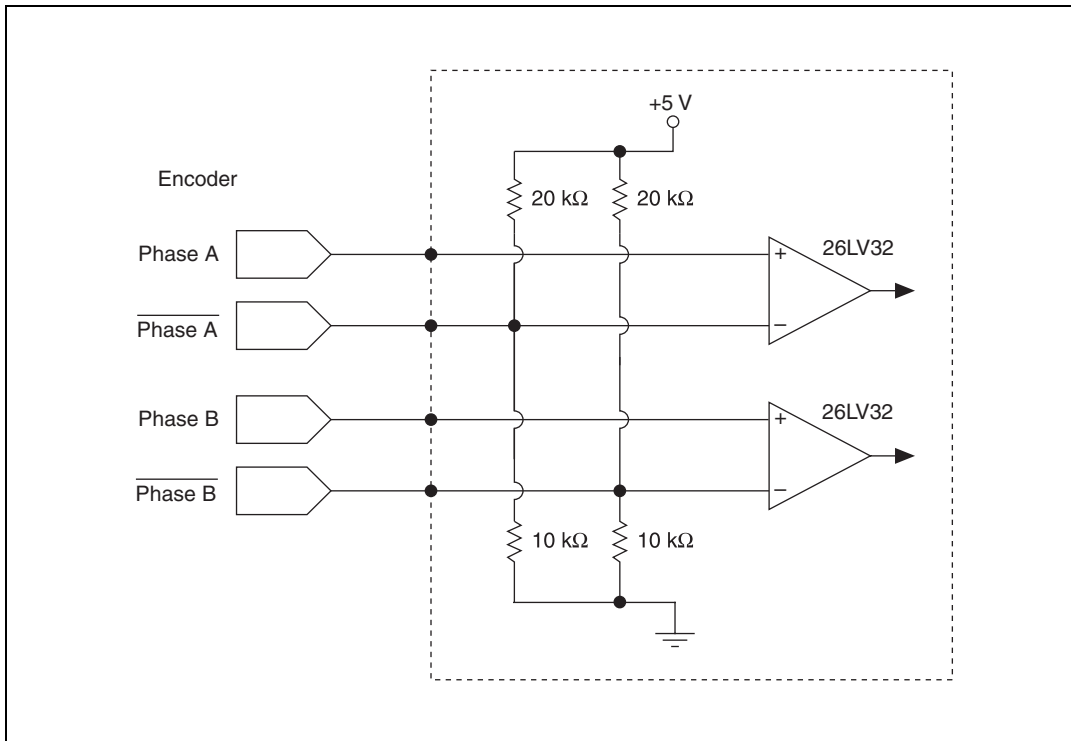 +5 V
Encoder
20 kΩ 20 kΩ
Phase A
26LV32
+
Phase A
−
Phase B
26LV32
+
Phase B
−
10 kΩ 10 kΩ